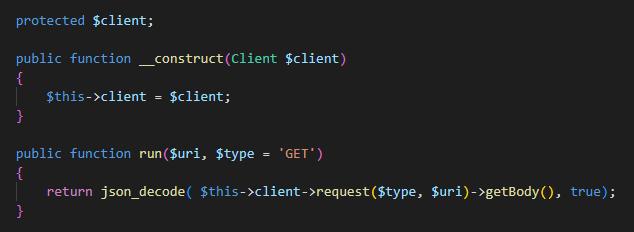 protected $client;
public function __construct(Client $client)
{
$this->client = $client;
}
public function run($uri, $type = 'GET')
{
return json_decode( $this->client->request($type, $uri)->getBody(), true);
}